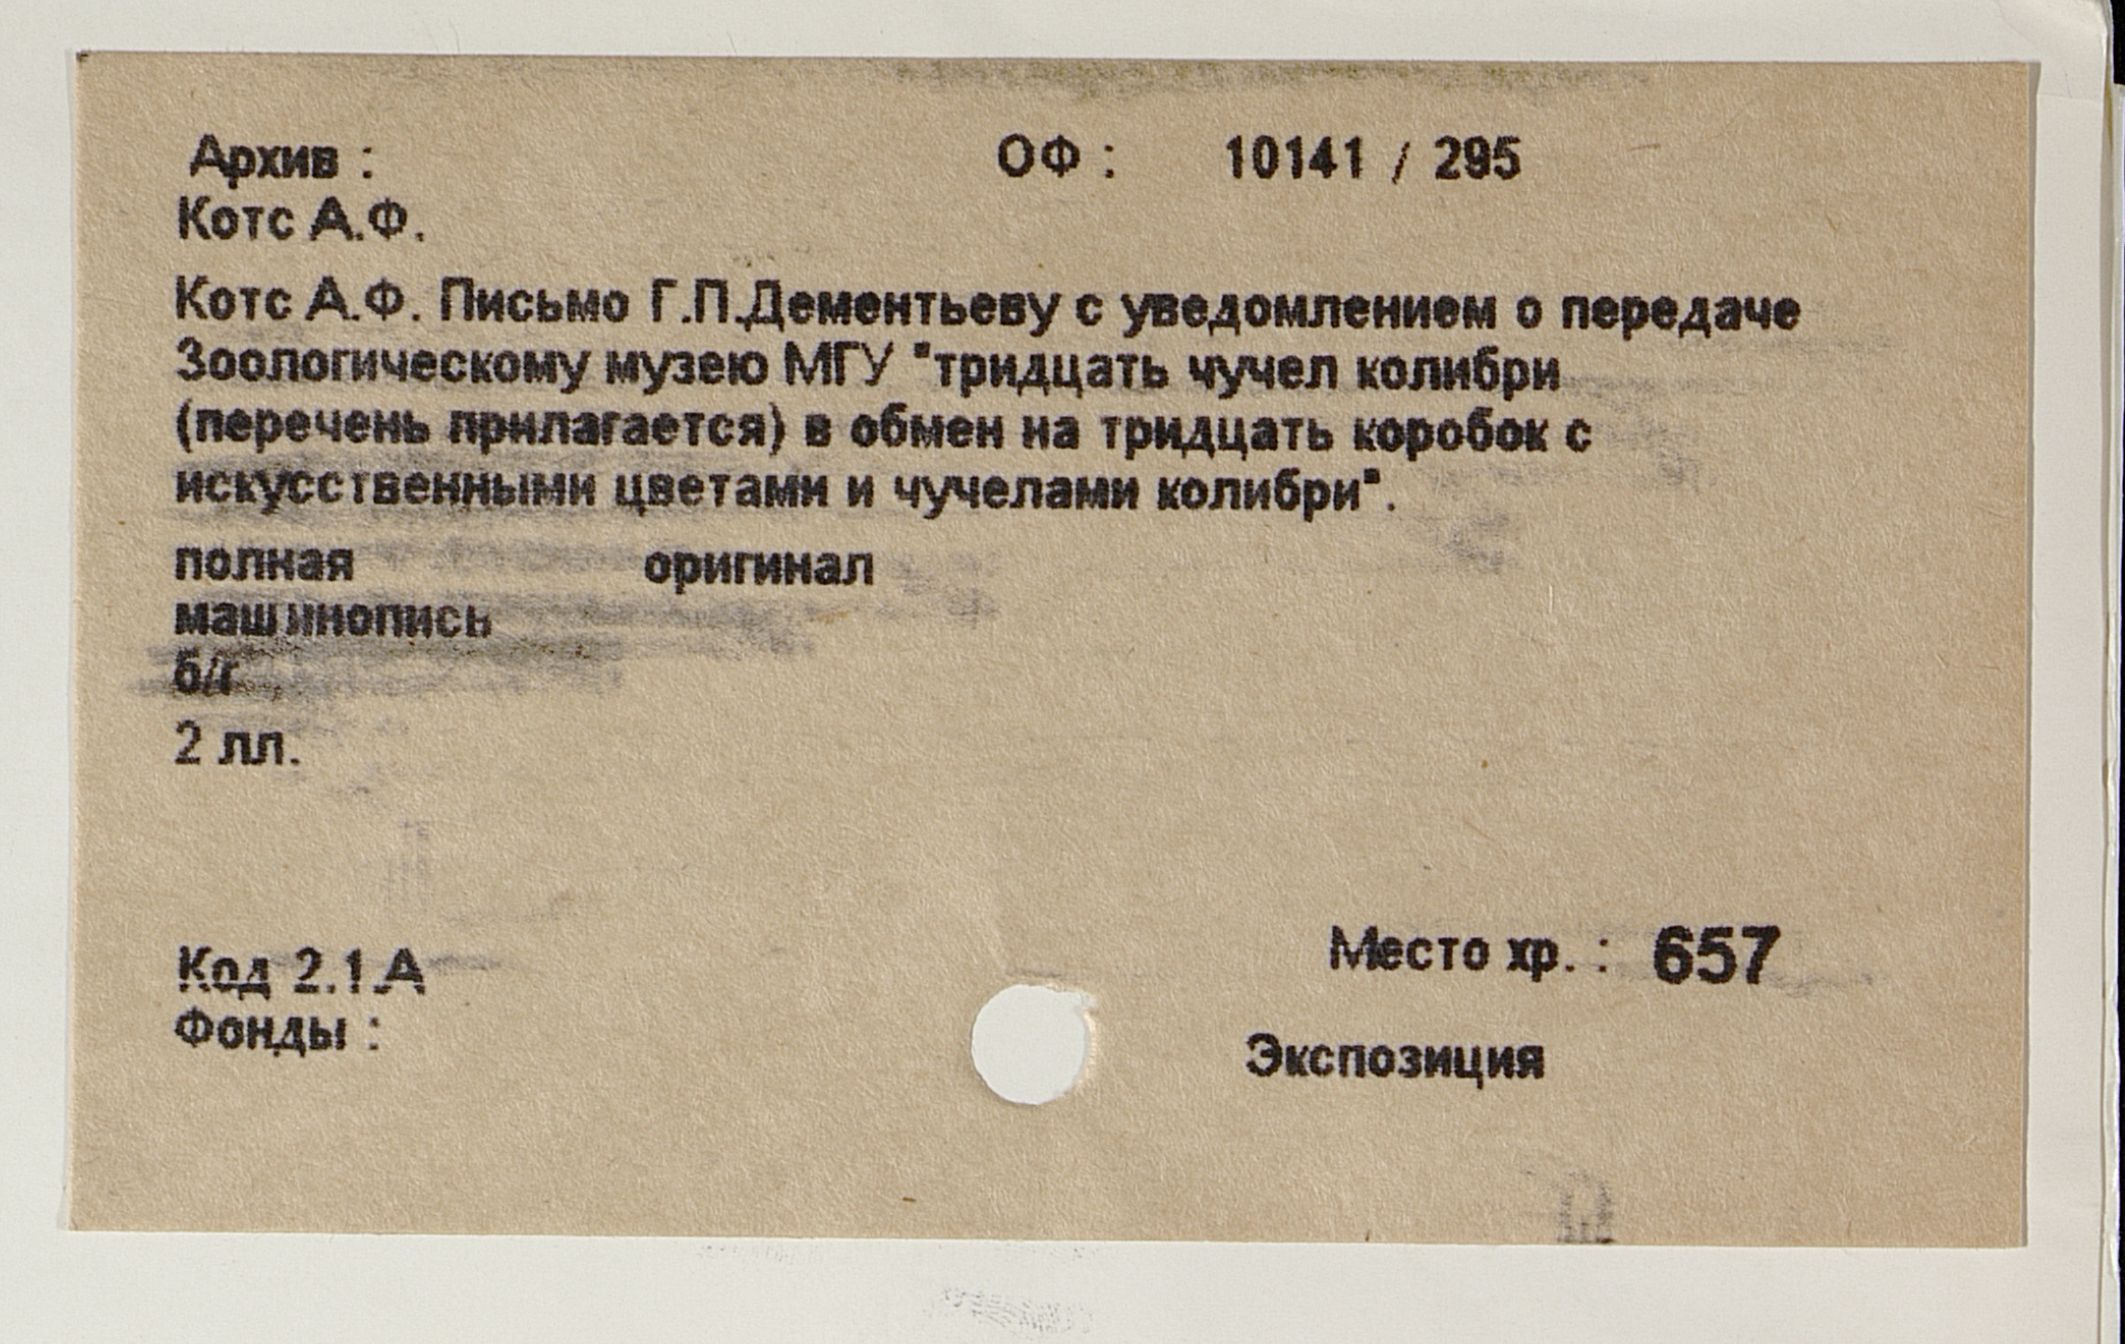 Архив :    ОФ :    10141 / 295
Котс А.Ф.
Котс А.Ф. Письмо Г.П.Дементьеву с уведомлением о передаче
Зоологическому музею МГУ "тридцать чучел колибри
(перечень прилагается) в обмен на тридцать коробок с
искусственными цветами и чучелами колибри".
полная    оригинал
машинопись
б/г
2 лл.
Место хр. : 657
Код 2.1.А
Фонды :
Экспозиция